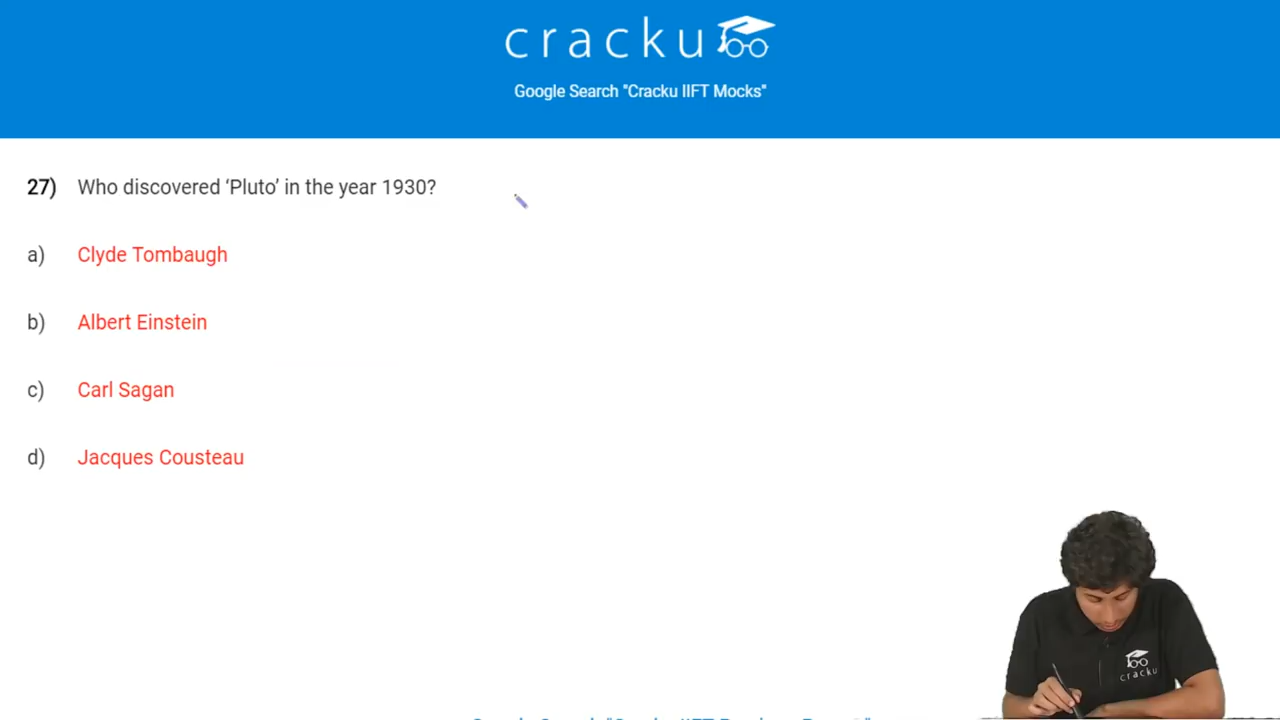 cracku
Google Search "Cracku IIFT Mocks"
27) Who discovered ‘Pluto’ in the year 1930?
a) Clyde Tombaugh
b) Albert Einstein
c) Carl Sagan
d) Jacques Cousteau
cracku